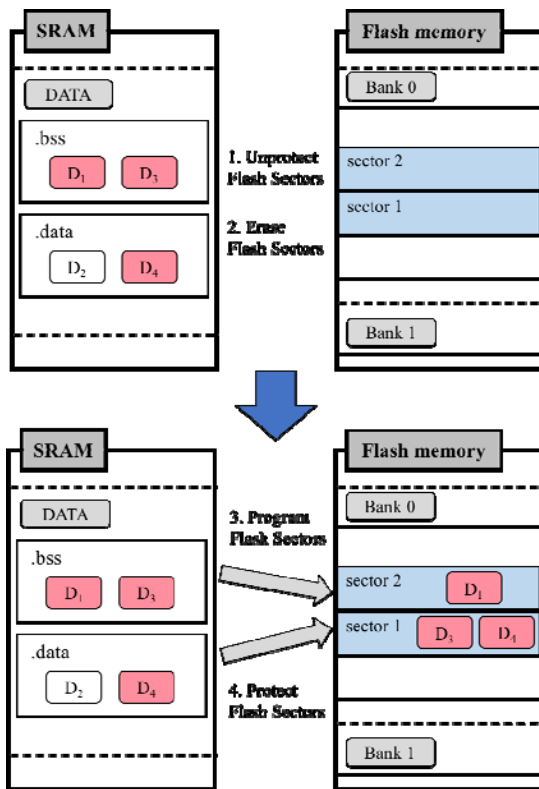 SRAM
DATA
.bss
D₁ D₃
.data
D₂ D₄
1. Unprotect
Flash Sectors
2. Erase
Flash Sectors
Flash memory
Bank 0
sector 2
sector 1
Bank 1
SRAM
DATA
.bss
D₁ D₃
.data
D₂ D₄
3. Program
Flash Sectors
4. Protect
Flash Sectors
Flash memory
Bank 0
sector 2 D₁
sector 1 D₃ D₄
Bank 1